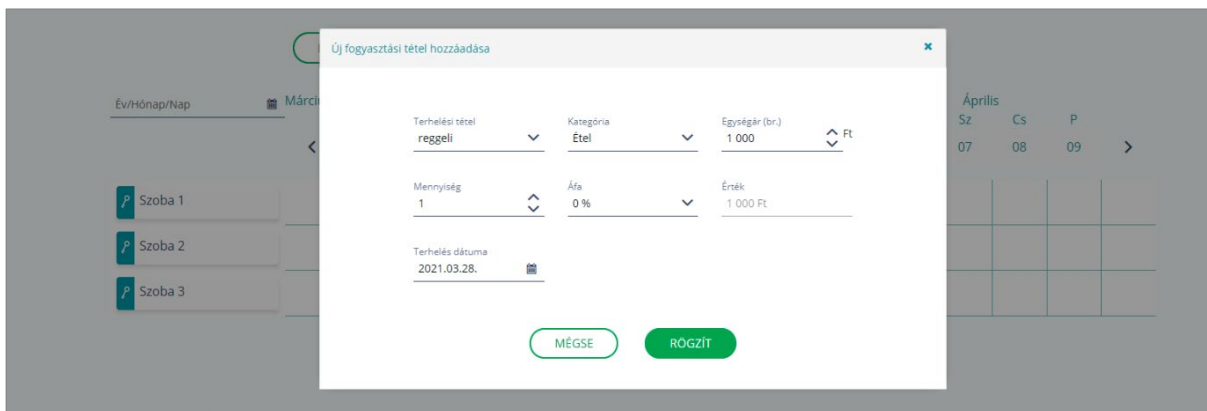 Új fogyasztási tétel hozzáadása
Év/Hónap/Nap
Márci
Április
Sz Cs P
07 08 09
Terhelési tétel Kategória Egységár (br.)
reggeli Étel 1 000 Ft
Mennyiség Áfa Érték
1 0 % 1 000 Ft
Terhelés dátuma
2021.03.28.
Szoba 1
Szoba 2
Szoba 3
MÉGSE RÖGZÍT